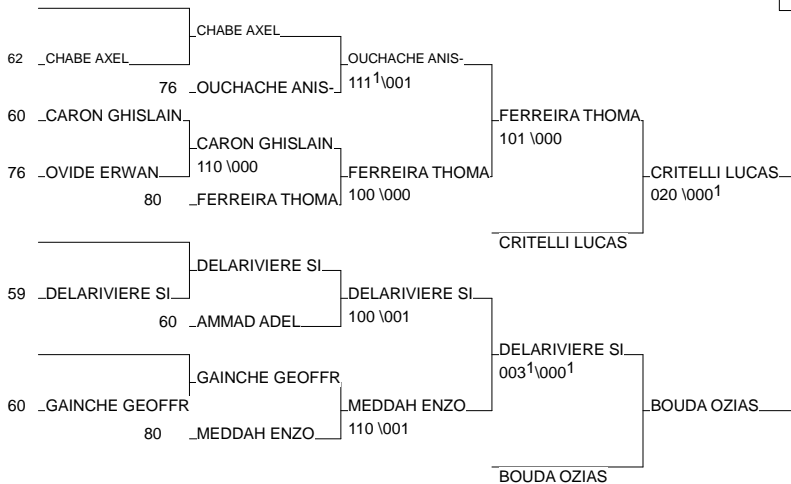 CHABE AXEL
62 CHABE AXEL OUCHACHE ANIS-
76 OUCHACHE ANIS- 111¹\001
60 CARON GHISLAIN FERREIRA THOMA
CARON GHISLAIN 101 \000
110 \000
76 OVIDE ERWAN FERREIRA THOMA CRITELLI LUCAS
80 FERREIRA THOMA 100 \000 020 \000¹
CRITELLI LUCAS
DELARIVIERE SI
59 DELARIVIERE SI DELARIVIERE SI
60 AMMAD ADEL 100 \001
DELARIVIERE SI
003¹\000¹
GAINCHE GEOFFR
60 GAINCHE GEOFFR MEDDAH ENZO BOUDA OZIAS
80 MEDDAH ENZO 110 \001
BOUDA OZIAS